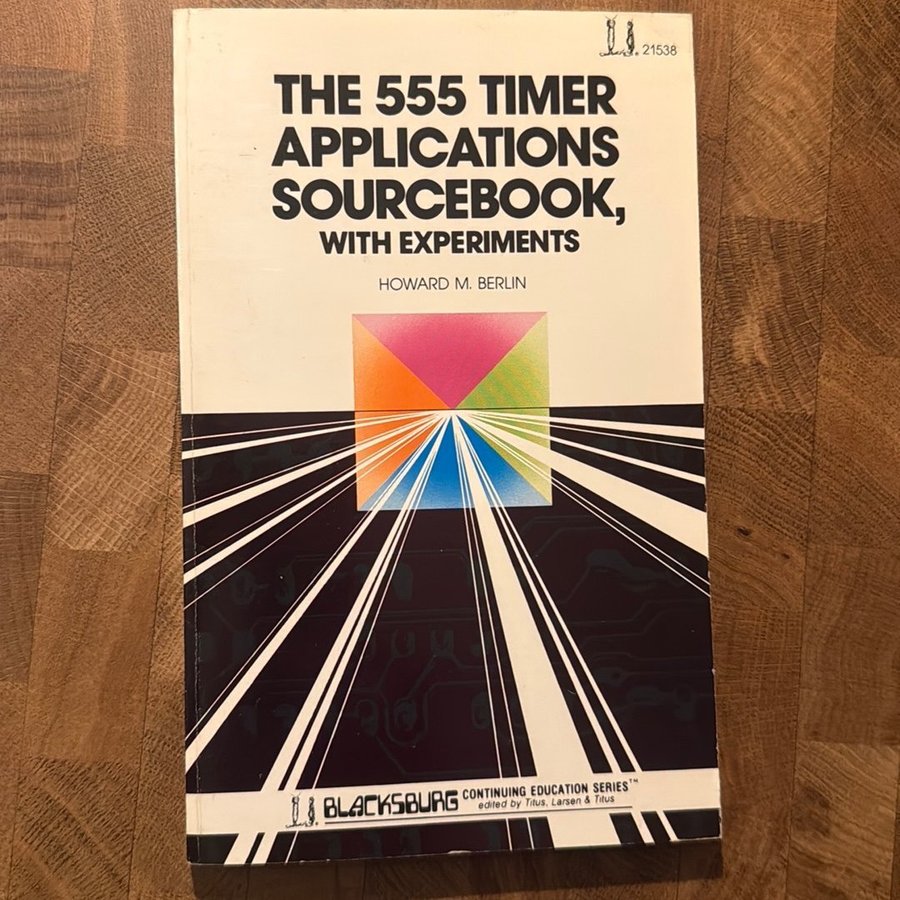 21538
THE 555 TIMER
APPLICATIONS
SOURCEBOOK,
WITH EXPERIMENTS
HOWARD M. BERLIN
BLACKSBURG CONTINUING EDUCATION SERIES™
edited by Titus, Larsen & Titus